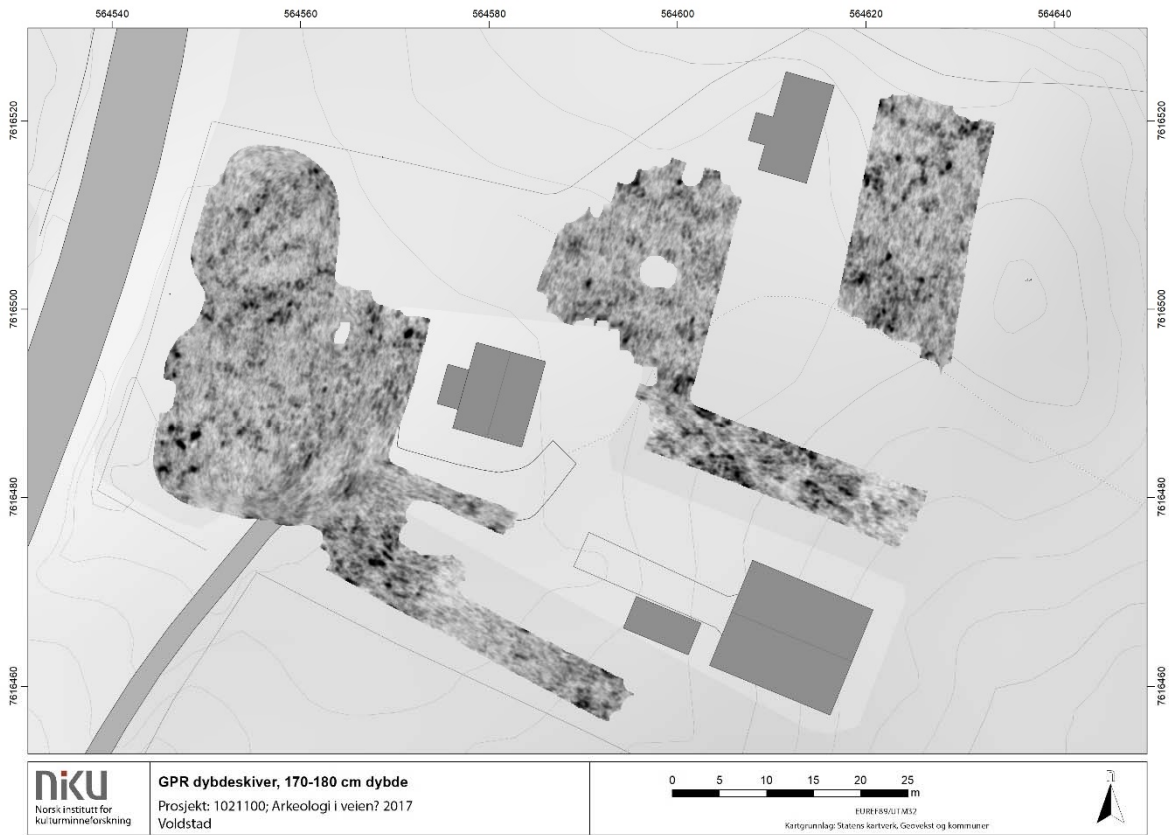 564540 564560 564580 564600 564620 564640
7616520 7616520
7616500 7616500
7616480 7616480
7616460 7616460
niku
Norsk institutt for
kulturminneforskning
GPR dybdeskiver, 170-180 cm dybde
Prosjekt: 1021100; Arkeologi i veien? 2017
Voldstad
0 5 10 15 20 25
m
EUREF89/UTM32
Kartgrunnlag: Statens kartverk, Geovekst og kommuner